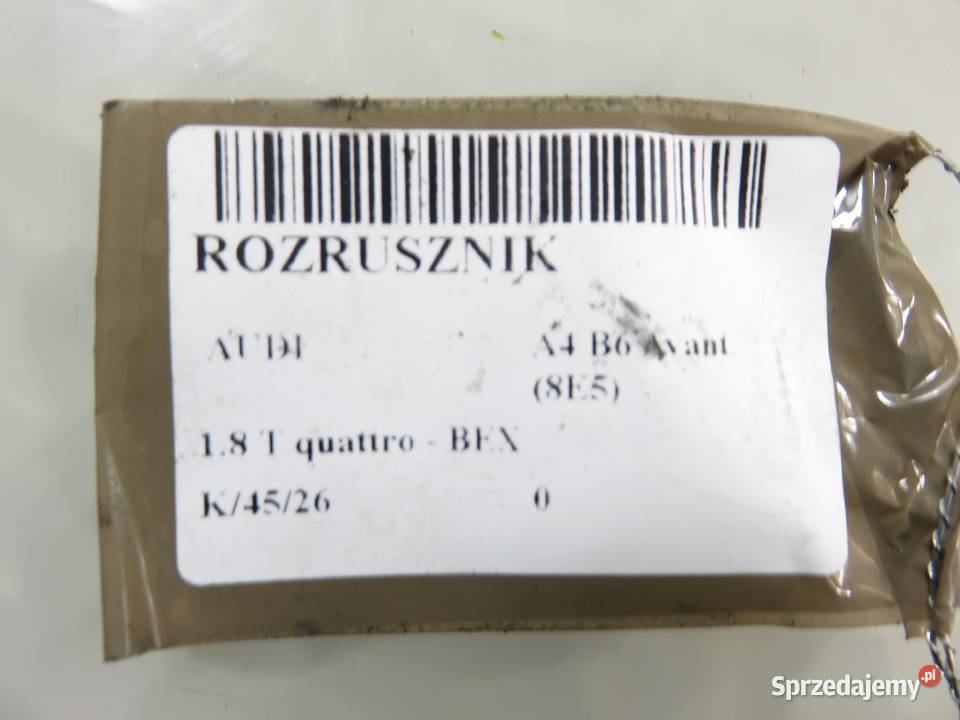 ROZRUSZNIK
AUDI A4 B6 Avant
(8E5)
1.8 T quattro - BEX
K/45/26 0
Sprzedajemy.pl